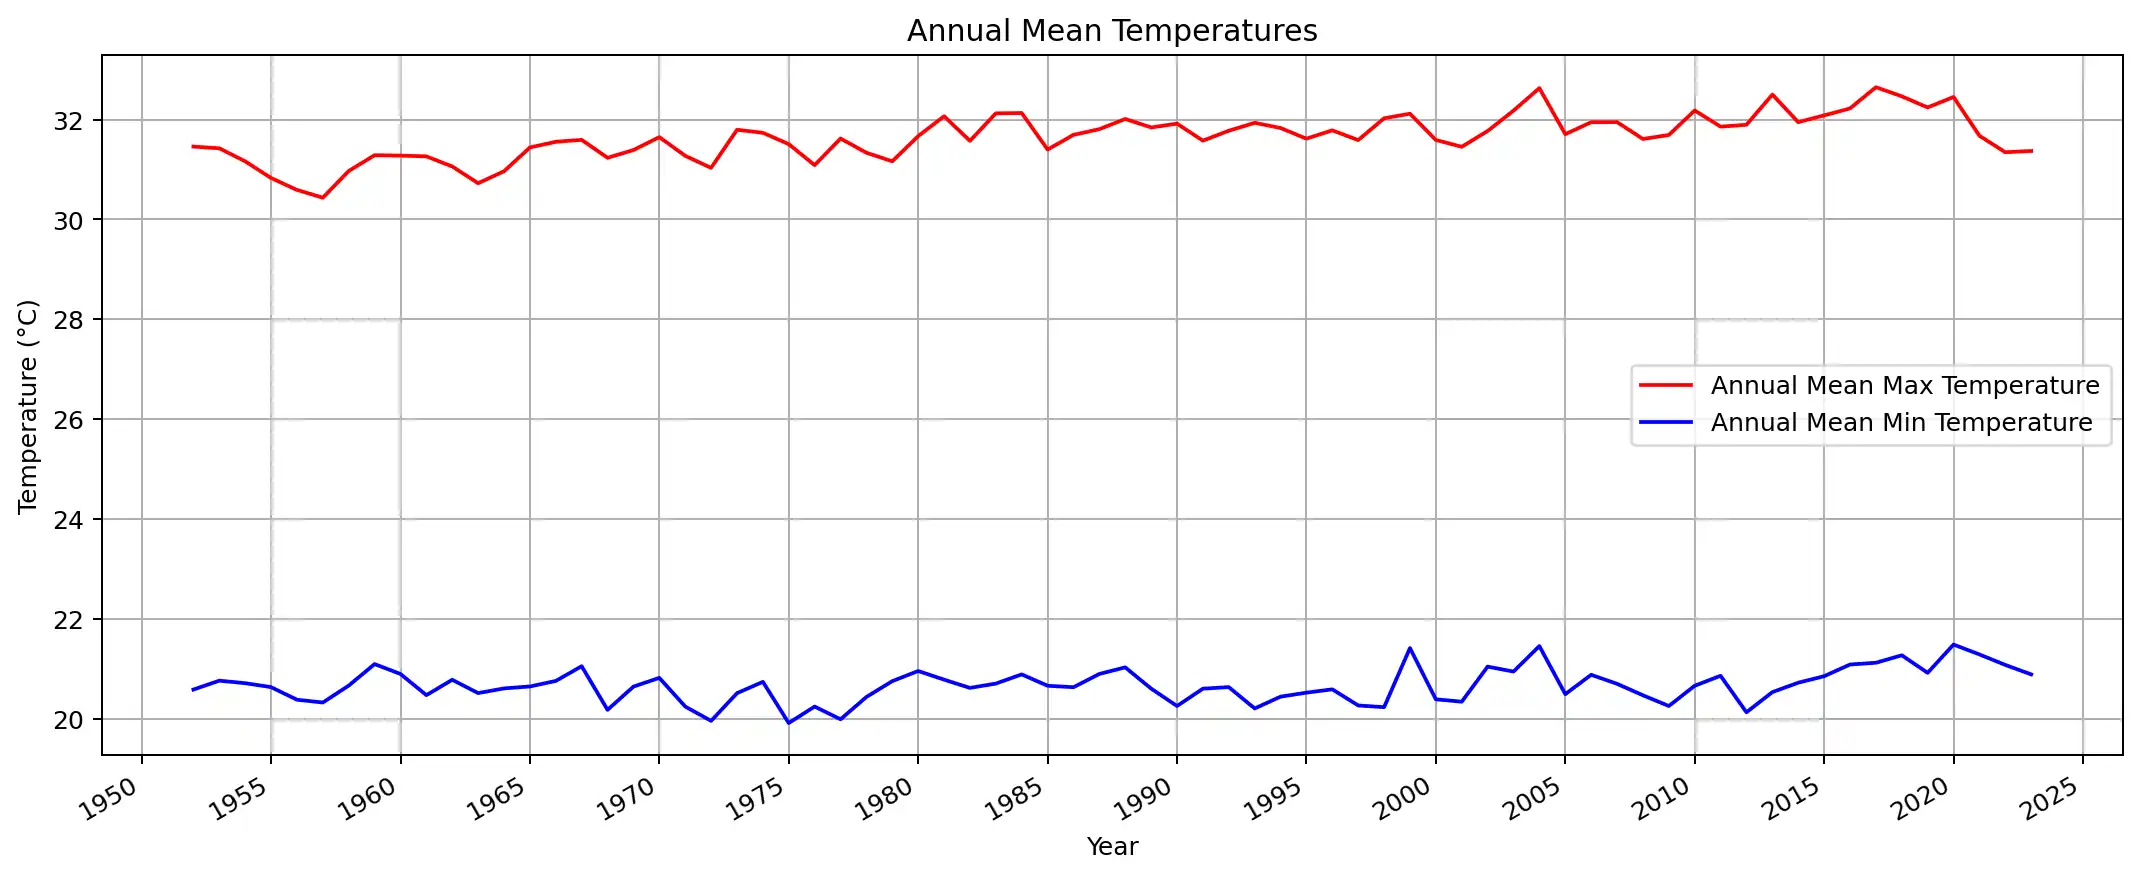 Annual Mean Temperatures
Temperature (°C)
32
30
28
26
24
22
20
Annual Mean Max Temperature
Annual Mean Min Temperature
1950 1955 1960 1965 1970 1975 1980 1985 1990 1995 2000 2005 2010 2015 2020 2025
Year